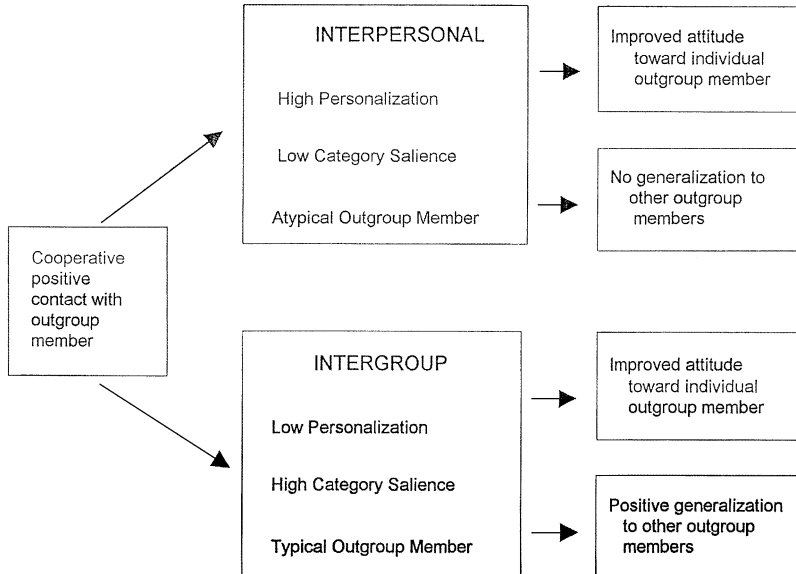 Cooperative
positive
contact with
outgroup
member
INTERPERSONAL
High Personalization
Low Category Salience
Atypical Outgroup Member
Improved attitude
toward individual
outgroup member
No generalization to
other outgroup
members
INTERGROUP
Low Personalization
High Category Salience
Typical Outgroup Member
Improved attitude
toward individual
outgroup member
Positive generalization
to other outgroup
members